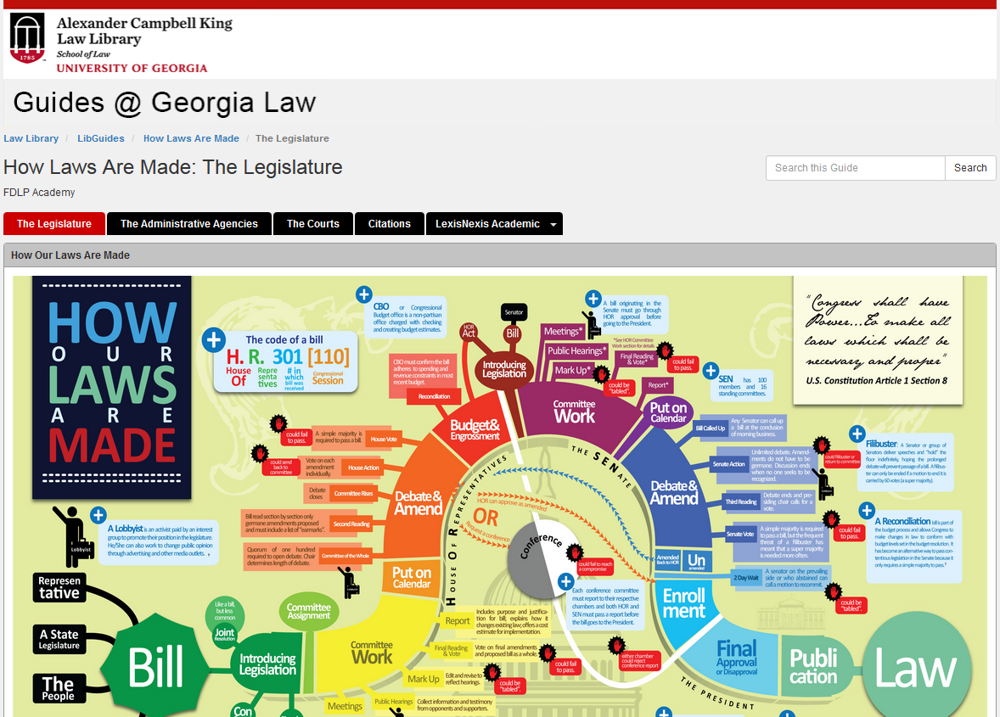 Alexander Campbell King
Law Library
School of Law
UNIVERSITY OF GEORGIA
1785
Guides @ Georgia Law
Law Library / LibGuides / How Laws Are Made / The Legislature
How Laws Are Made: The Legislature
Search this Guide
Search
FDLP Academy
The Legislature
The Administrative Agencies
The Courts
Citations
LexisNexis Academic
How Our Laws Are Made
HOW
OUR
LAWS
ARE
MADE
The code of a bill
H. R. 301 [110]
House
Of
Repre
senta
tives
# in
which
bill was
received
Congressional
Session
CBO or Congressional
Budget office is a non-partisan
office charged with checking
and creating budget estimates.
HOR
Act
Senator
Bill
Introducing
Legislation
Meetings*
Public Hearings*
Mark Up*
A bill originating in the
Senate must go through
HOR approval before
going to the President.
*See HOR Committee
Work section for details
Final Reading
& Vote*
could fail
to pass.
could be
"tabled".
Report*
"Congress shall have
Power...To make all
laws which shall be
necessary and proper"
U.S. Constitution Article 1 Section 8
SEN has 100
members and 16
standing committees.
CBO must confirm the bill
adheres to spending and
revenue constraints in most
recent budget.
Reconciliation
Budget&
Engrossment
Committee
Work
Put on
Calendar
Bill Called Up
Any Senator can call up
a bill at the conclusion
of morning business.
could fail
to pass.
A simple majority is
required to pass a bill.
House Vote
could send
back to
committee
Vote on each
amendment
individually.
House Action
Debate
closes
Committee Rises
Bill read section by section only
germane amendments proposed
and must include a list of "earmarks".
Second Reading
Quorum of one hundred
required to open debate. Chair
determines length of debate.
Committee of the Whole
Debate &
Amend
Put on
Calendar
HOUSE OF REPRESENTATIVES
THE SENATE
HOR can approve as amended
OR
Request a conference
Conference
could fail to reach
a compromise
Each conference committee
must report to their respective
chambers and both HOR and
SEN must pass a report before
the bill goes to the President.
either chamber
could reject
conference report
Debate &
Amend
Senate Action
Unlimited debate. Amend-
ments do not have to be
germane. Discussion ends
when no one seeks to be
recognized.
could filibuster or
return to committee
Filibuster: A Senator or group of
Senators deliver speeches and "hold" the
floor indefinitely, hoping the prolonged
debate will prevent passage of a bill. A filibus-
ter can only be ended if a motion to end it is
carried by 60 votes (a super majority).
Third Reading
Debate ends and pre-
siding chair calls for a
vote.
Senate Vote
A simple majority is required
to pass a bill, but the frequent
threat of a filibuster has
meant that a super majority
is needed more often.
could fail
to pass.
A Reconciliation bill is part of
the budget process and allows Congress to
make changes in law to conform with
budget levels set in the budget resolution. It
has become an alternative way to pass con-
tentious legislation in the Senate because it
only requires a simple majority to pass.
Amended
Back to HOR
Un
amended
2 Day Wait
A senator on the prevailing
side or who abstained can
call a motion to recommit.
could be
"tabled".
Enroll
ment
Final
Approval
or Disapproval
THE PRESIDENT
Publi
cation
Law
Lobbyist
A Lobbyist is an activist paid by an interest
group to promote their position in the legislature.
He/She can also work to change public opinion
through advertising and other media outlets.
Represen
tative
A State
Legislature
The
People
Bill
Like a bill,
but less
common
Joint
Resolution
Introducing
Legislation
Con
Committee
Assignment
Committee
Work
Report
Includes purpose and justifica-
tion for bill; explains how it
changes existing law; offers a cost
estimate for implementation.
Final Reading
& Vote
Vote on final amendments
and proposed bill as a whole.
could fail
to pass.
Mark Up
Edit and revise to
reflect hearings.
could be
"tabled".
Meetings
Public Hearings
Collect information and testimony
from opponents and supporters.